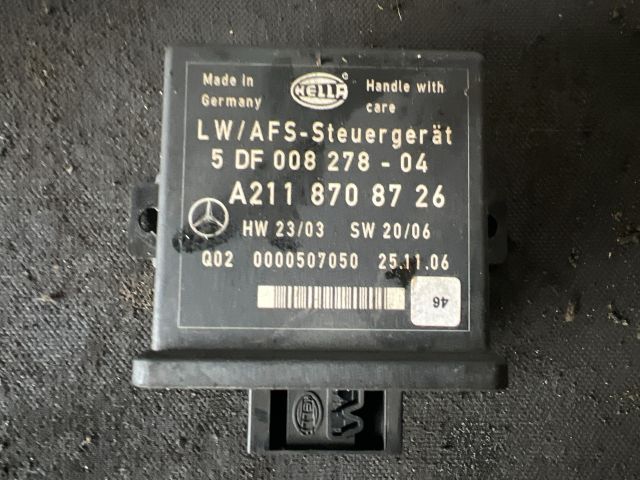 Made in Germany
HELLA ®
Handle with care
LW/AFS-Steuergerät
5 DF 008 278 - 04
A211 870 87 26
HW 23/03 SW 20/06
Q02 0000507050 25.11.06
46
HELLA